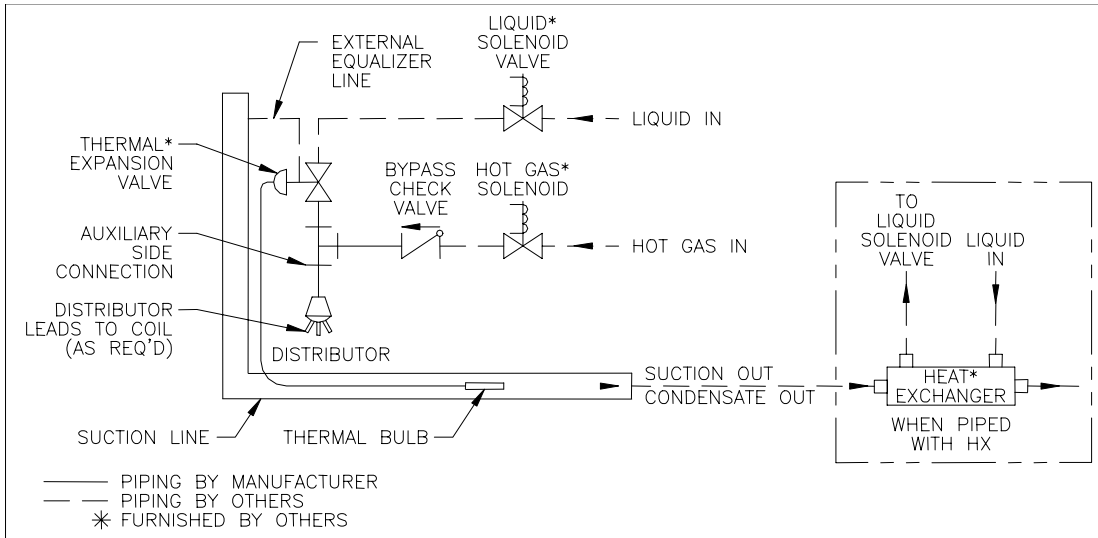 LIQUID*
SOLENOID
VALVE
EXTERNAL
EQUALIZER
LINE
LIQUID IN
THERMAL*
EXPANSION
VALVE
BYPASS
CHECK
VALVE
HOT GAS*
SOLENOID
HOT GAS IN
AUXILIARY
SIDE
CONNECTION
DISTRIBUTOR
LEADS TO COIL
(AS REQ'D)
DISTRIBUTOR
TO
LIQUID
SOLENOID
VALVE
LIQUID
IN
SUCTION OUT
CONDENSATE OUT
HEAT*
EXCHANGER
WHEN PIPED
WITH HX
SUCTION LINE
THERMAL BULB
PIPING BY MANUFACTURER
PIPING BY OTHERS
* FURNISHED BY OTHERS